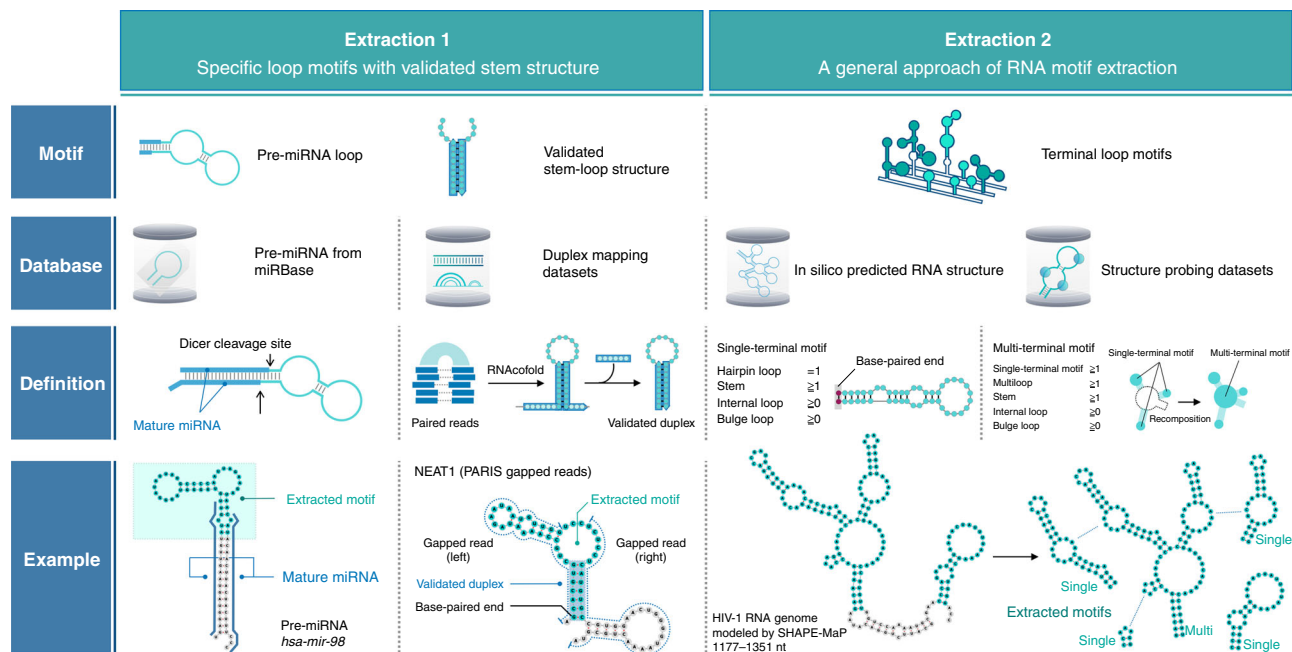 Extraction 1
Specific loop motifs with validated stem structure
Extraction 2
A general approach of RNA motif extraction
Motif
Pre-miRNA loop
Validated
stem-loop structure
Terminal loop motifs
Database
Pre-miRNA from
miRBase
Duplex mapping
datasets
In silico predicted RNA structure
Structure probing datasets
Definition
Dicer cleavage site
Mature miRNA
RNAcofold
Paired reads
Validated duplex
Single-terminal motif
Hairpin loop =1
Stem ≧1
Internal loop ≧0
Bulge loop ≧0
Base-paired end
Multi-terminal motif
Single-terminal motif ≧1
Multiloop ≧1
Stem ≧1
Internal loop ≧0
Bulge loop ≧0
Single-terminal motif
Multi-terminal motif
Recomposition
Example
Extracted motif
Mature miRNA
Pre-miRNA
hsa-mir-98
NEAT1 (PARIS gapped reads)
Extracted motif
Gapped read
(left)
Gapped read
(right)
Validated duplex
Base-paired end
HIV-1 RNA genome
modeled by SHAPE-MaP
1177–1351 nt
Single
Single
Extracted motifs
Single
Multi
Single